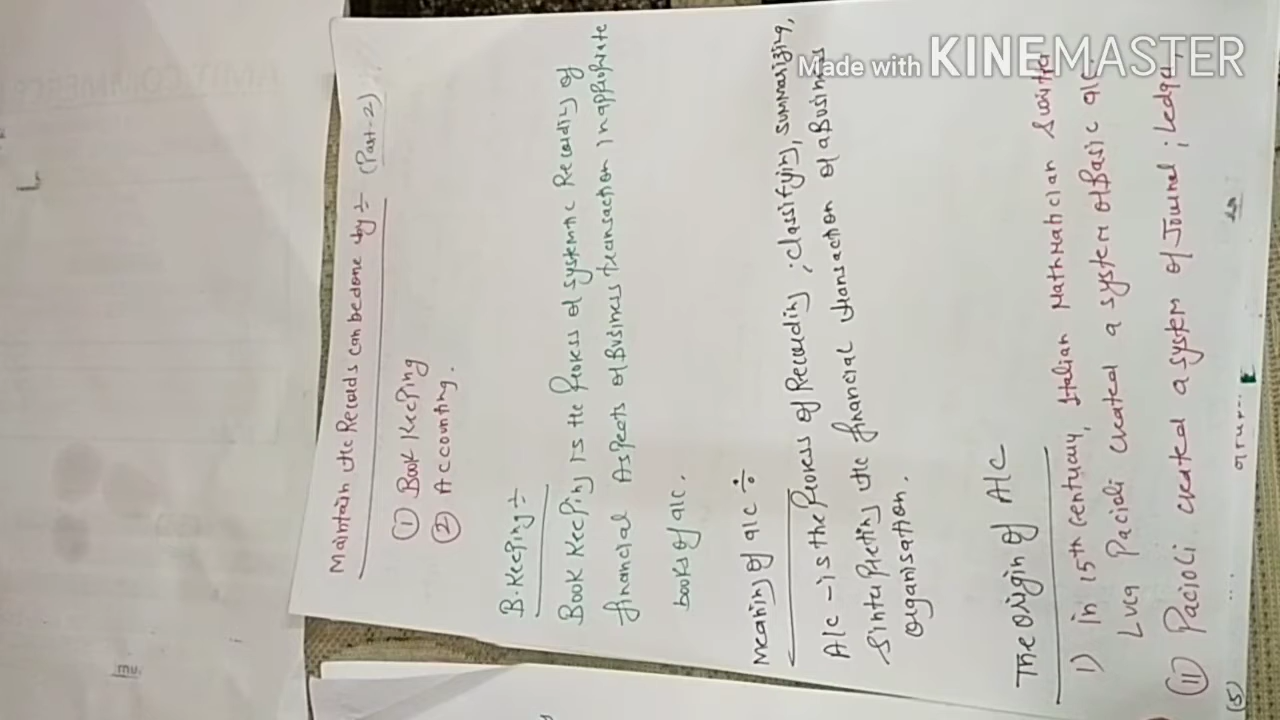 Made with KINEMASTER
Maintain the Records can be done by ÷ (Part-2)
① Book Keeping
② Accounting.
B.Keeping ÷
Book Keeping is the Process of systemtic Recording of
financial Aspects of Business transaction in appropriate
books of a/c.
Meaning of a/c ÷
A/c - is the Process of Recording ; classifying, summarizing,
& interpreting the financial transaction of a Business
organisation.
The origin of A/c
1) in 15th century, Italian Mathmatician
Luca Pacioli created a system of Basic a/c.
(ii) Pacioli created a system of Journal ; Ledger,
(5)